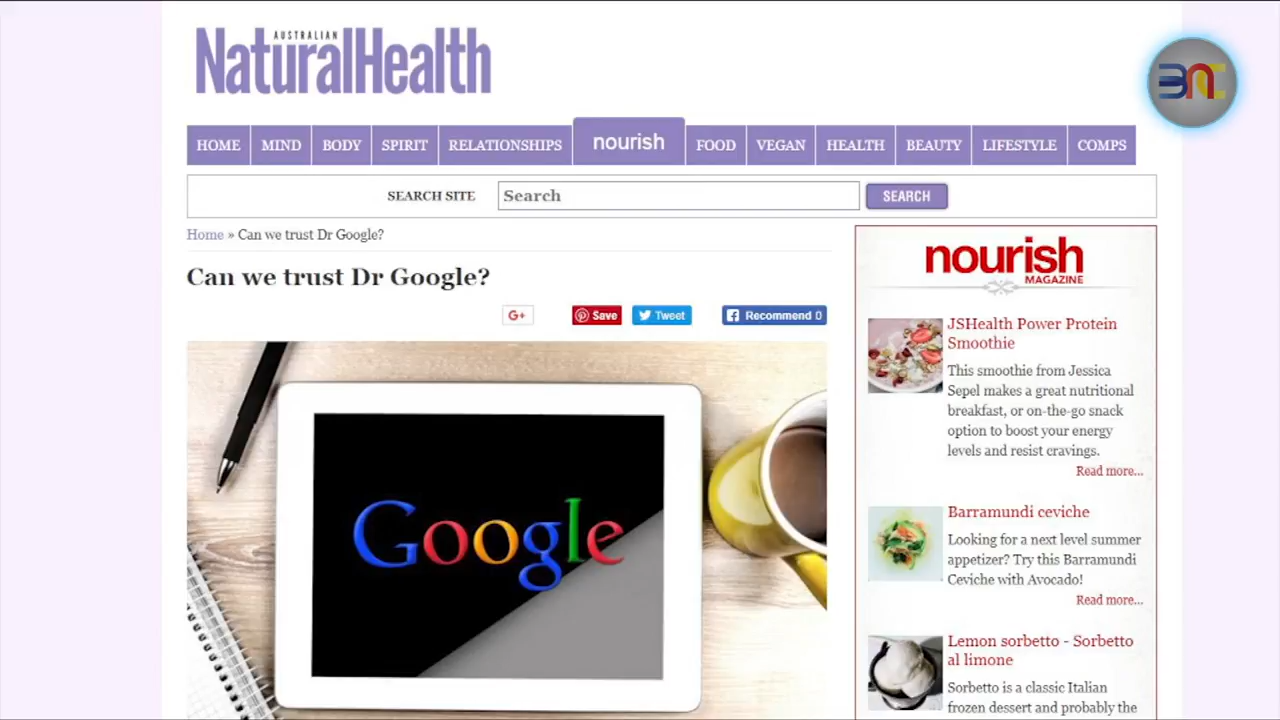 AUSTRALIAN
NaturalHealth
BNC
HOME MIND BODY SPIRIT RELATIONSHIPS nourish FOOD VEGAN HEALTH BEAUTY LIFESTYLE COMPS
SEARCH SITE Search SEARCH
Home » Can we trust Dr Google?
Can we trust Dr Google?
G+ Save Tweet Recommend 0
Google
nourish
MAGAZINE
JSHealth Power Protein
Smoothie
This smoothie from Jessica
Sepel makes a great nutritional
breakfast, or on-the-go snack
option to boost your energy
levels and resist cravings.
Read more...
Barramundi ceviche
Looking for a next level summer
appetizer? Try this Barramundi
Ceviche with Avocado!
Read more...
Lemon sorbetto - Sorbetto
al limone
Sorbetto is a classic Italian
frozen dessert and probably the